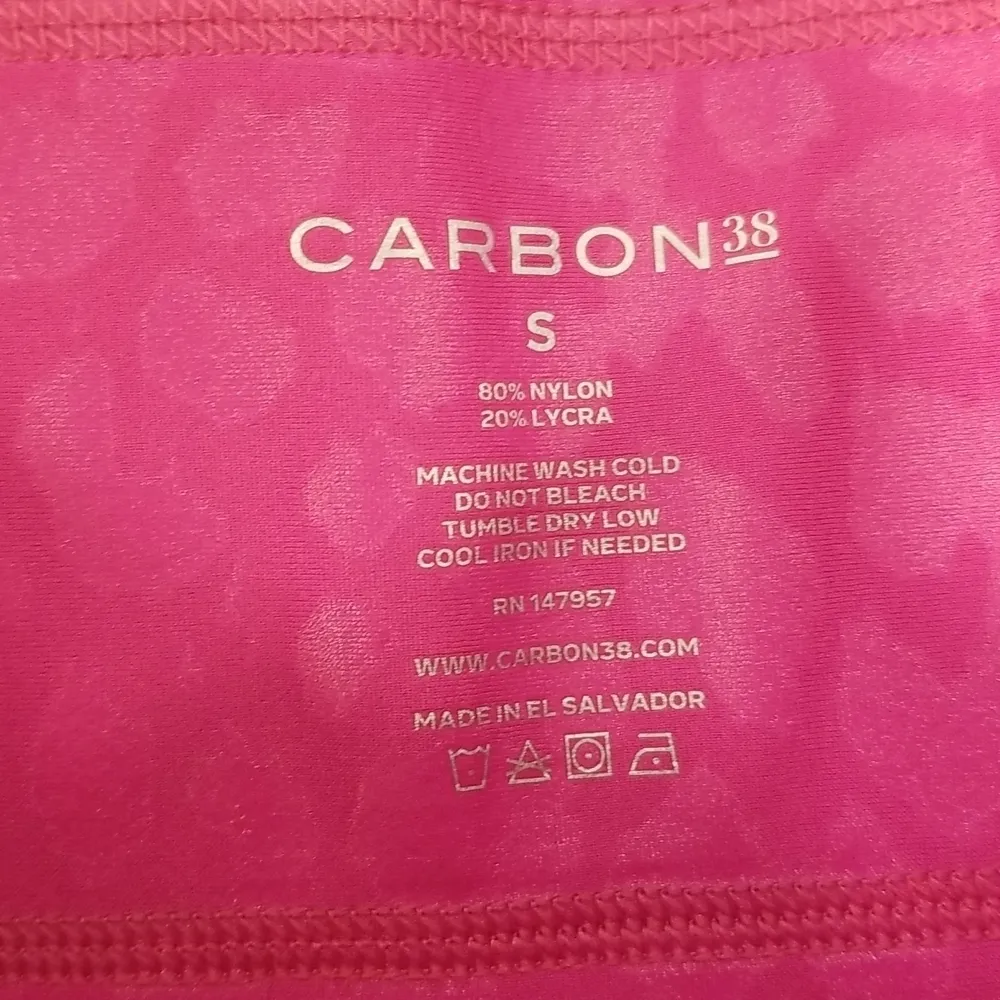 CARBON38
S
80% NYLON
20% LYCRA
MACHINE WASH COLD
DO NOT BLEACH
TUMBLE DRY LOW
COOL IRON IF NEEDED
RN 147957
WWW.CARBON38.COM
MADE IN EL SALVADOR